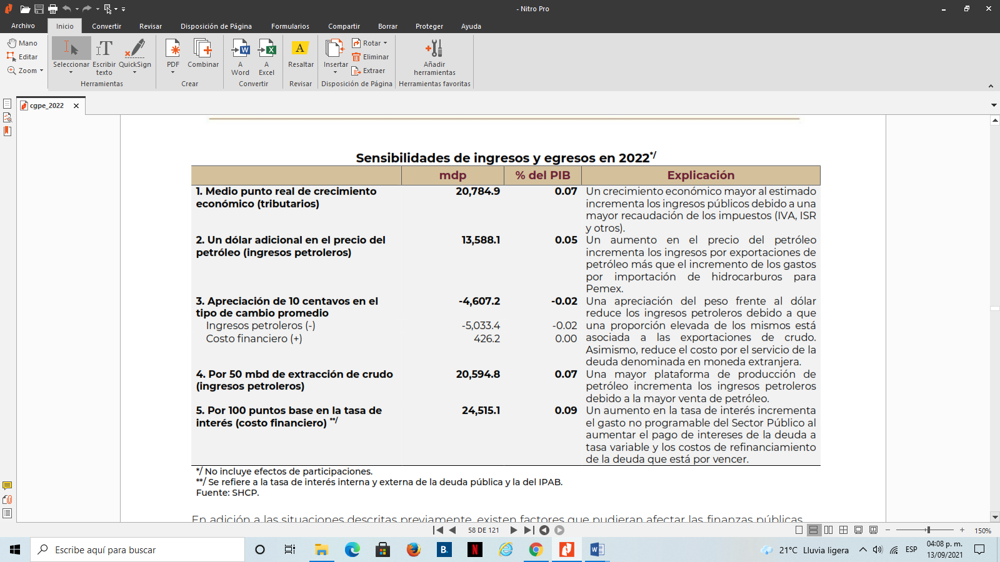 - Nitro Pro
Archivo Inicio Convertir Revisar Disposición de Página Formularios Compartir Borrar Proteger Ayuda
Mano
Editar
Zoom
Seleccionar
Escribir texto
QuickSign
Herramientas
PDF
Combinar
Crear
A Word
A Excel
Convertir
Resaltar
Revisar
Insertar
Rotar
Eliminar
Extraer
Disposición de Página
Añadir herramientas
Herramientas favoritas
cgpe_2022
Sensibilidades de ingresos y egresos en 2022*/
mdp % del PIB Explicación
1. Medio punto real de crecimiento económico (tributarios) 20,784.9 0.07
Un crecimiento económico mayor al estimado
incrementa los ingresos públicos debido a una
mayor recaudación de los impuestos (IVA, ISR
y otros).
2. Un dólar adicional en el precio del petróleo (ingresos petroleros) 13,588.1 0.05
Un aumento en el precio del petróleo
incrementa los ingresos por exportaciones de
petróleo más que el incremento de los gastos
por importación de hidrocarburos para
Pemex.
3. Apreciación de 10 centavos en el tipo de cambio promedio -4,607.2 -0.02
Ingresos petroleros (-) -5,033.4 -0.02
Costo financiero (+) 426.2 0.00
Una apreciación del peso frente al dólar
reduce los ingresos petroleros debido a que
una proporción elevada de los mismos está
asociada a las exportaciones de crudo.
Asimismo, reduce el costo por el servicio de la
deuda denominada en moneda extranjera.
4. Por 50 mbd de extracción de crudo (ingresos petroleros) 20,594.8 0.07
Una mayor plataforma de producción de
petróleo incrementa los ingresos petroleros
debido a la mayor venta de petróleo.
5. Por 100 puntos base en la tasa de interés (costo financiero) **/ 24,515.1 0.09
Un aumento en la tasa de interés incrementa
el gasto no programable del Sector Público al
aumentar el pago de intereses de la deuda a
tasa variable y los costos de refinanciamiento
de la deuda que está por vencer.
*/ No incluye efectos de participaciones.
**/ Se refiere a la tasa de interés interna y externa de la deuda pública y la del IPAB.
Fuente: SHCP.
En adición a las situaciones descritas previamente, existen factores que pudieran afectar las finanzas públicas
58 DE 121
150%
Escribe aquí para buscar
21°C Lluvia ligera
ESP
04:08 p. m.
13/09/2021